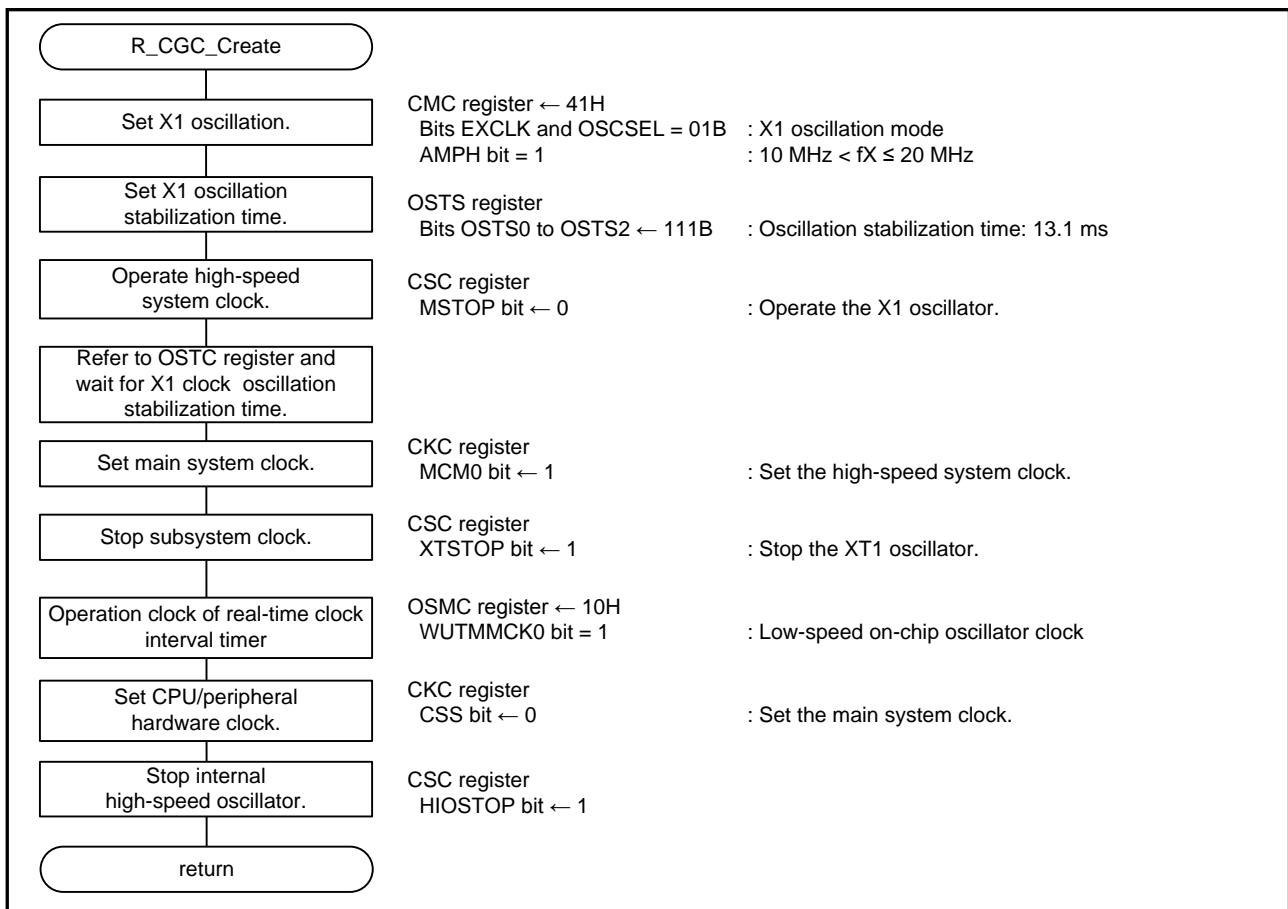 R_CGC_Create
Set X1 oscillation.
CMC register ← 41H
Bits EXCLK and OSCSEL = 01B : X1 oscillation mode
AMPH bit = 1 : 10 MHz < fX ≤ 20 MHz
Set X1 oscillation
stabilization time.
OSTS register
Bits OSTS0 to OSTS2 ← 111B : Oscillation stabilization time: 13.1 ms
Operate high-speed
system clock.
CSC register
MSTOP bit ← 0 : Operate the X1 oscillator.
Refer to OSTC register and
wait for X1 clock oscillation
stabilization time.
Set main system clock.
CKC register
MCM0 bit ← 1 : Set the high-speed system clock.
Stop subsystem clock.
CSC register
XTSTOP bit ← 1 : Stop the XT1 oscillator.
Operation clock of real-time clock
interval timer
OSMC register ← 10H
WUTMMCK0 bit = 1 : Low-speed on-chip oscillator clock
Set CPU/peripheral
hardware clock.
CKC register
CSS bit ← 0 : Set the main system clock.
Stop internal
high-speed oscillator.
CSC register
HIOSTOP bit ← 1
return